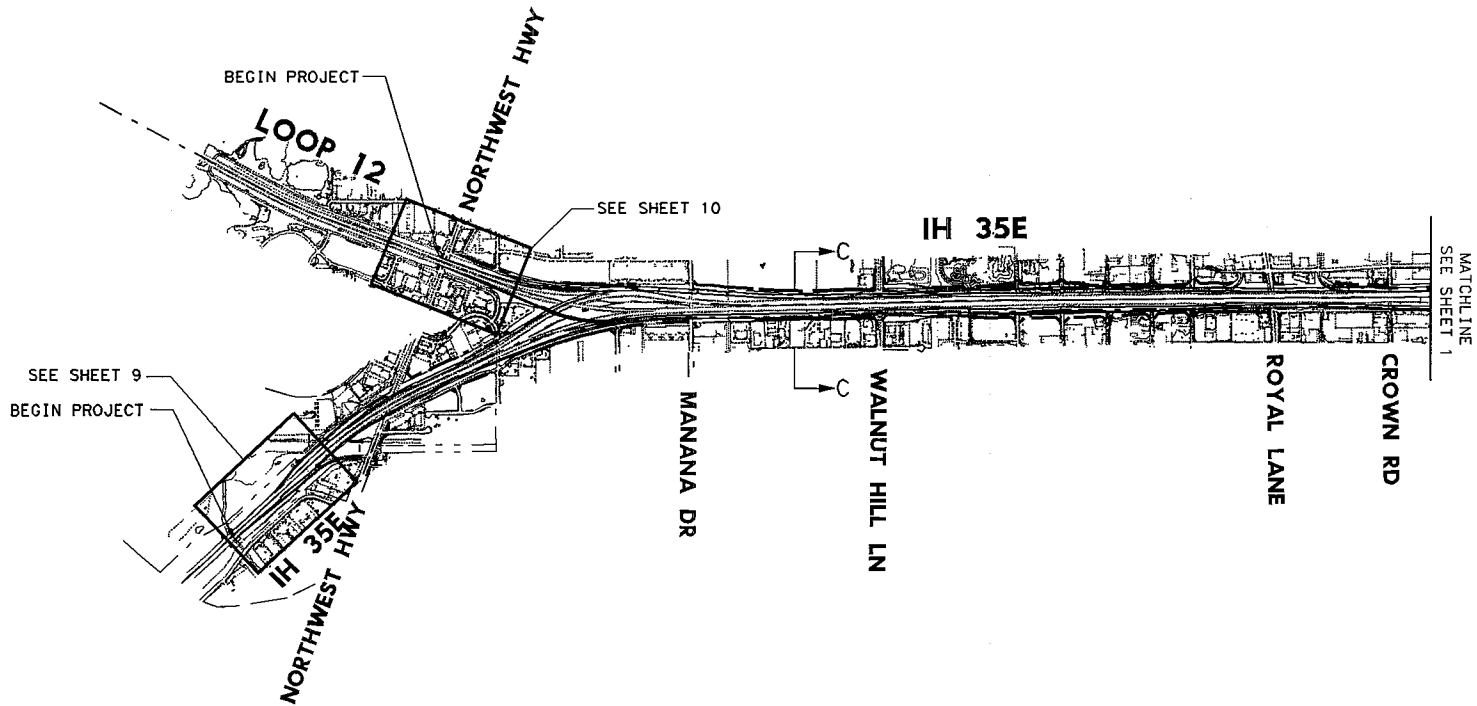 BEGIN PROJECT
LOOP 12
NORTHWEST HWY
SEE SHEET 10
IH 35E
C
C
MATCHLINE
SEE SHEET 1
SEE SHEET 9
BEGIN PROJECT
IH 35E
NORTHWEST HWY
MANANA DR
WALNUT HILL LN
ROYAL LANE
CROWN RD